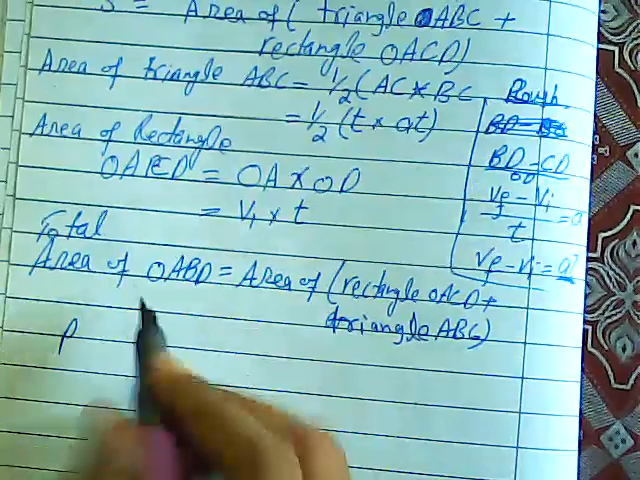 S = Area of ( triangle ABC +
rectangle OACD)
Area of triangle ABC = 1/2 (AC × BC
= 1/2 (t × at)
Area of Rectangle
OACD = OA × OD
= Vi × t
Total
Area of OABD = Area of (rectangle OACD +
triangle ABC)
Rough
BD - CD
OD
Vf - Vi = a
t
Vf - Vi = at